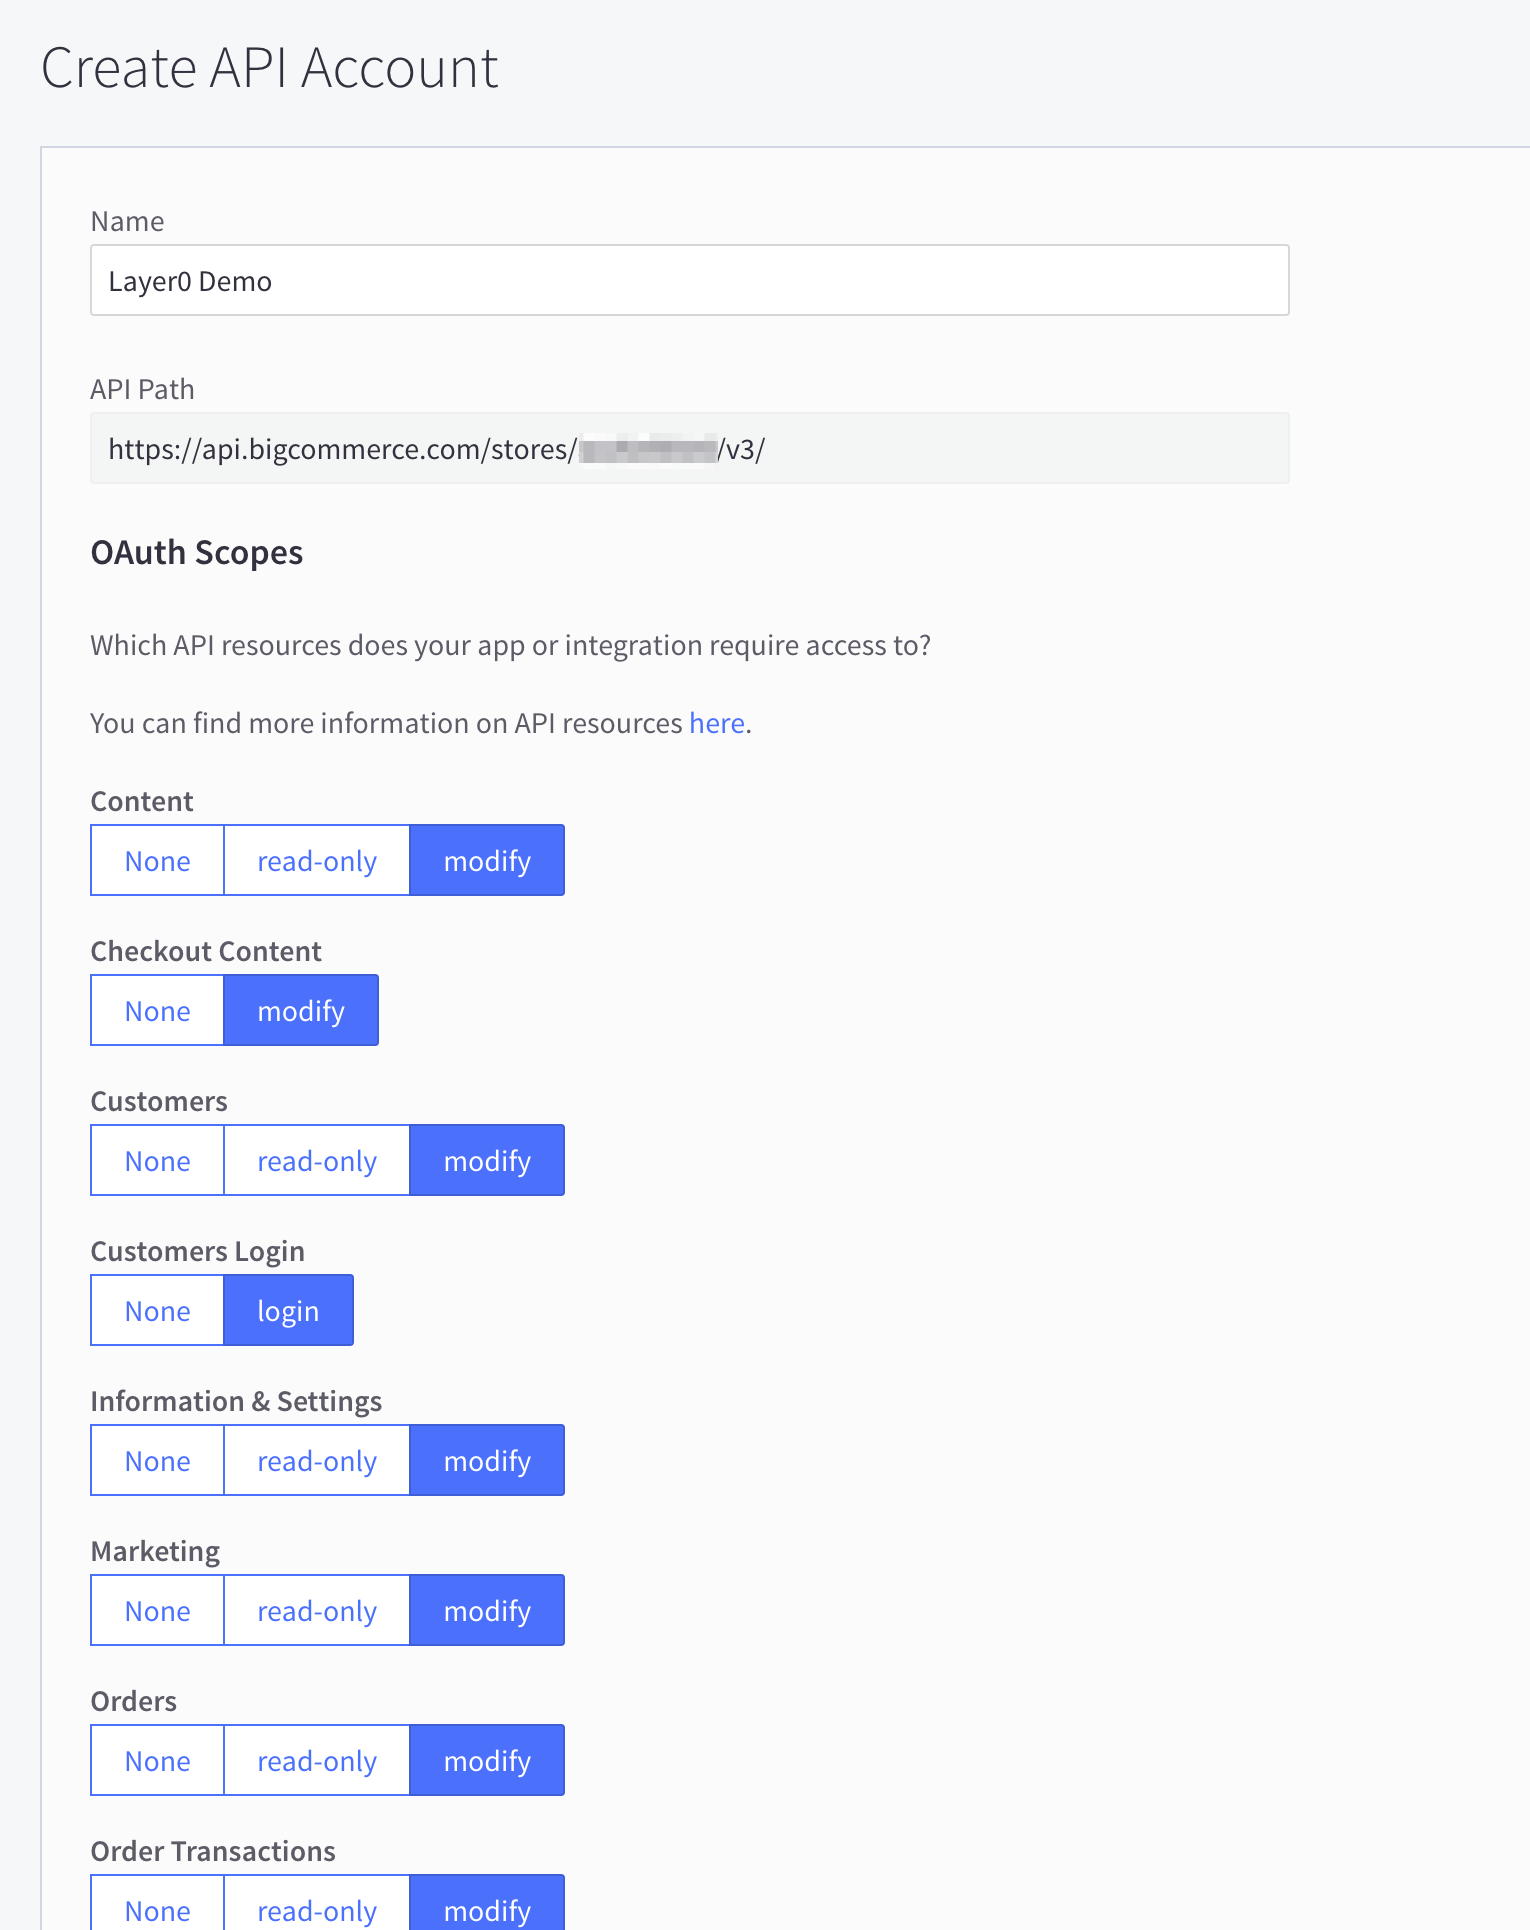 Create API Account
Name
Layer0 Demo
API Path
https://api.bigcommerce.com/stores/ /v3/
OAuth Scopes
Which API resources does your app or integration require access to?
You can find more information on API resources here.
Content
None read-only modify
Checkout Content
None modify
Customers
None read-only modify
Customers Login
None login
Information & Settings
None read-only modify
Marketing
None read-only modify
Orders
None read-only modify
Order Transactions
None read-only modify